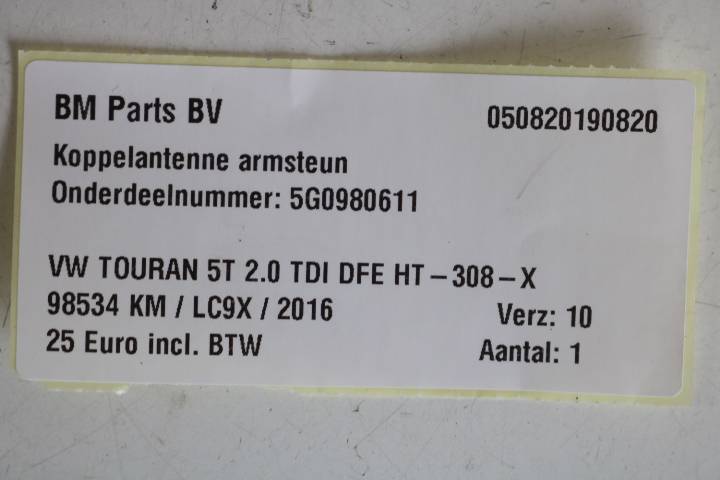 BM Parts BV 050820190820
Koppelantenne armsteun
Onderdeelnummer: 5G0980611
VW TOURAN 5T 2.0 TDI DFE HT-308-X
98534 KM / LC9X / 2016 Verz: 10
25 Euro incl. BTW Aantal: 1